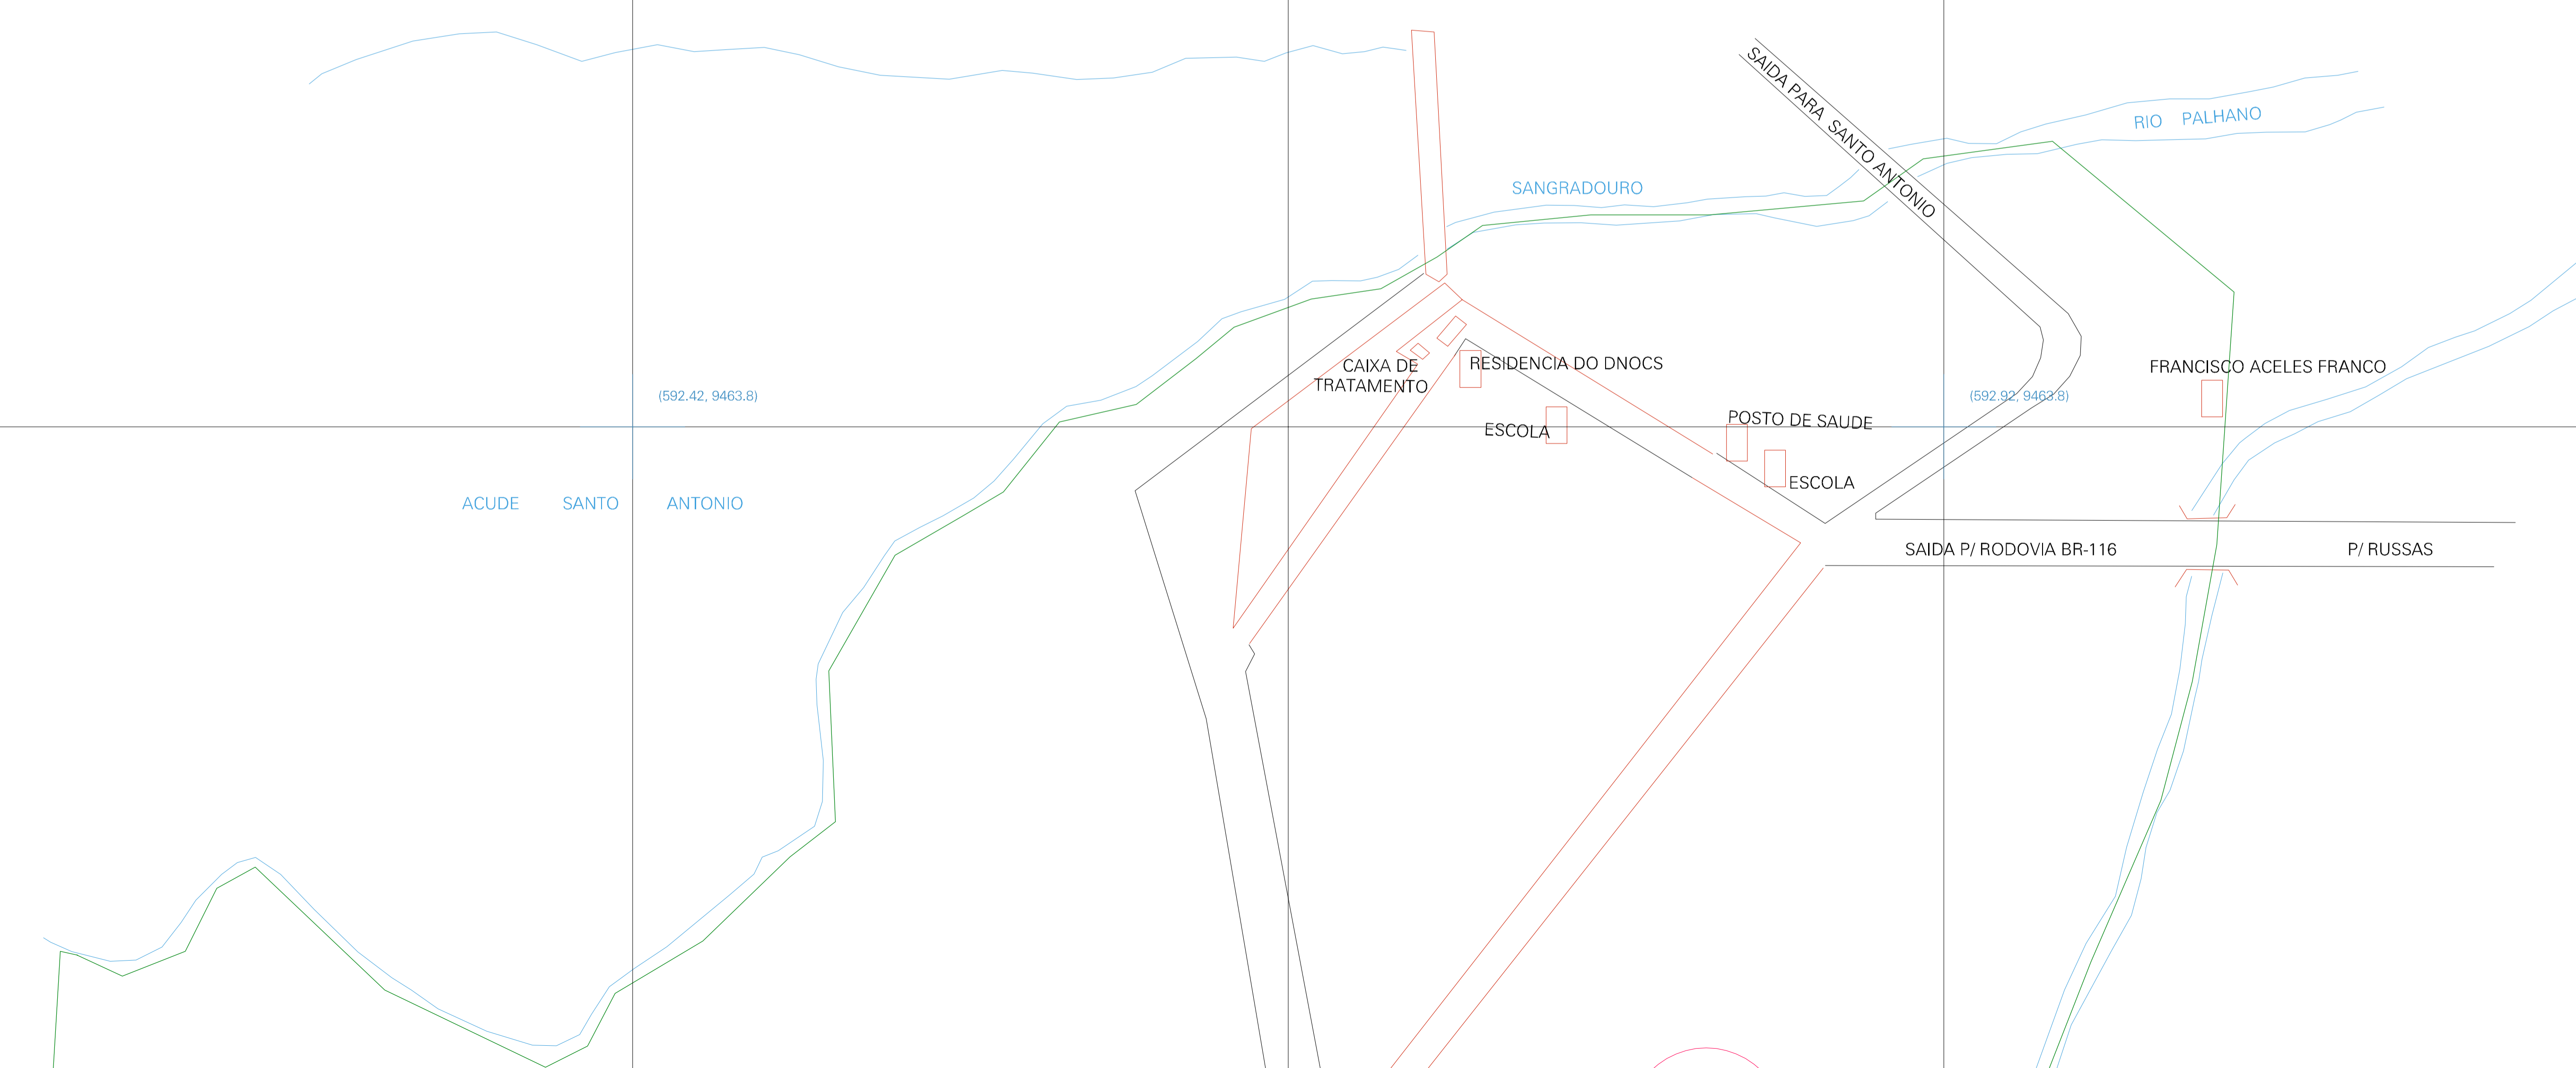 SAIDA PARA SANTO ANTONIO
RIO PALHANO
SANGRADOURO
CAIXA DE
TRATAMENTO
RESIDENCIA DO DNOCS
FRANCISCO ACELES FRANCO
(592.42, 9463.8)
(592.92, 9463.8)
POSTO DE SAUDE
ESCOLA
ESCOLA
ACUDE SANTO ANTONIO
SAIDA P/ RODOVIA BR-116
P/ RUSSAS